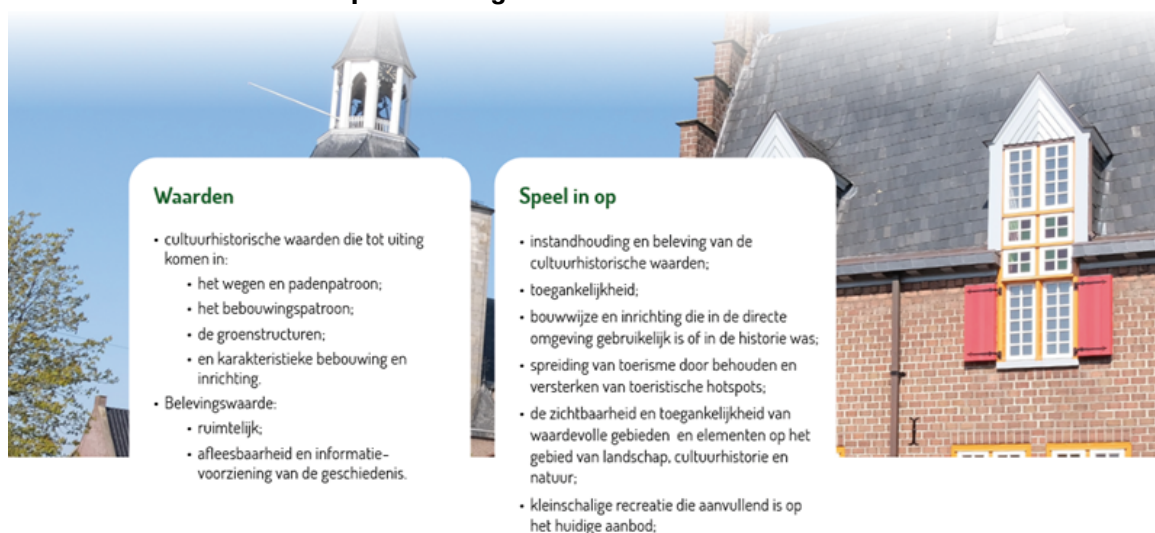 Waarden
• cultuurhistorische waarden die tot uiting
komen in:
• het wegen en padenpatroon;
• het bebouwingspatroon;
• de groenstructuren;
• en karakteristieke bebouwing en
inrichting.
• Belevingswaarde:
• ruimtelijk;
• afleesbaarheid en informatie-
voorziening van de geschiedenis.
Speel in op
• instandhouding en beleving van de
cultuurhistorische waarden;
• toegankelijkheid;
• bouwwijze en inrichting die in de directe
omgeving gebruikelijk is of in de historie was;
• spreiding van toerisme door behouden en
versterken van toeristische hotspots;
• de zichtbaarheid en toegankelijkheid van
waardevolle gebieden en elementen op het
gebied van landschap, cultuurhistorie en
natuur;
• kleinschalige recreatie die aanvullend is op
het huidige aanbod;